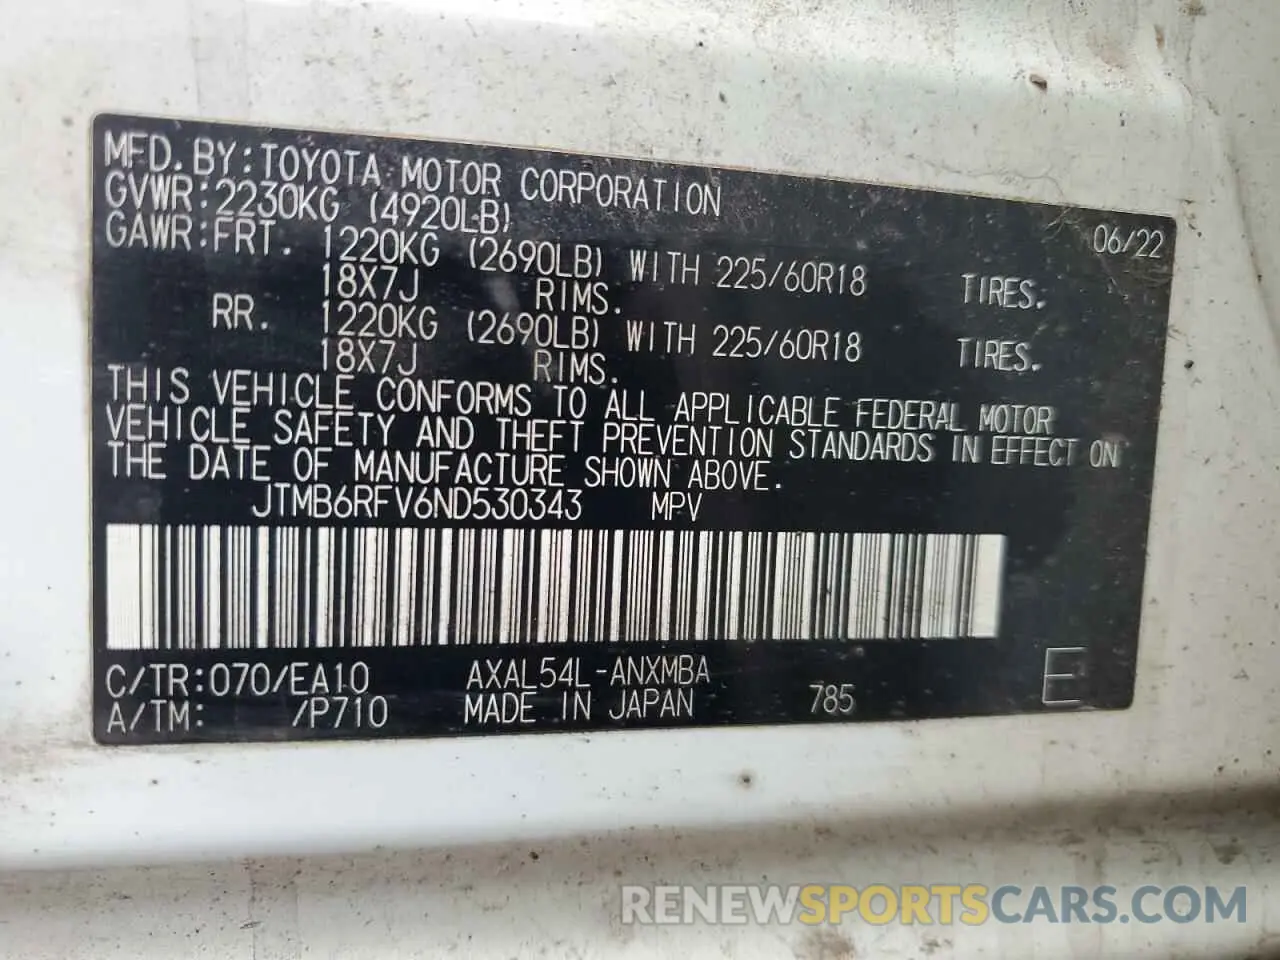 MFD. BY: TOYOTA MOTOR CORPORATION 06/22
GVWR: 2230KG (4920LB)
GAWR: FRT. 1220KG (2690LB) WITH 225/60R18 TIRES.
18X7J RIMS.
RR. 1220KG (2690LB) WITH 225/60R18 TIRES.
18X7J RIMS.
THIS VEHICLE CONFORMS TO ALL APPLICABLE FEDERAL MOTOR
VEHICLE SAFETY AND THEFT PREVENTION STANDARDS IN EFFECT ON
THE DATE OF MANUFACTURE SHOWN ABOVE.
JTMB6RFV6ND530343 MPV
C/TR: 070/EA10 AXAL54L-ANXMBA
A/TM: /P710 MADE IN JAPAN 785 E
RENEWSPORTSCARS.COM